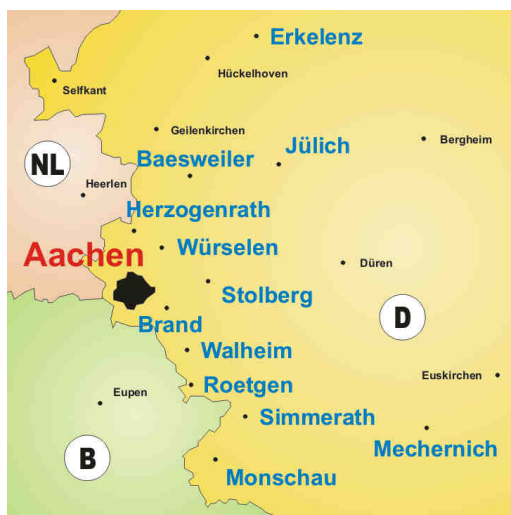 Erkelenz
Hückelhoven
Selfkant
Geilenkirchen
Bergheim
Jülich
Baesweiler
NL
Heerlen
Herzogenrath
Aachen
Würselen
Düren
Stolberg
Brand
D
Walheim
Euskirchen
Roetgen
Eupen
Simmerath
Mechernich
B
Monschau